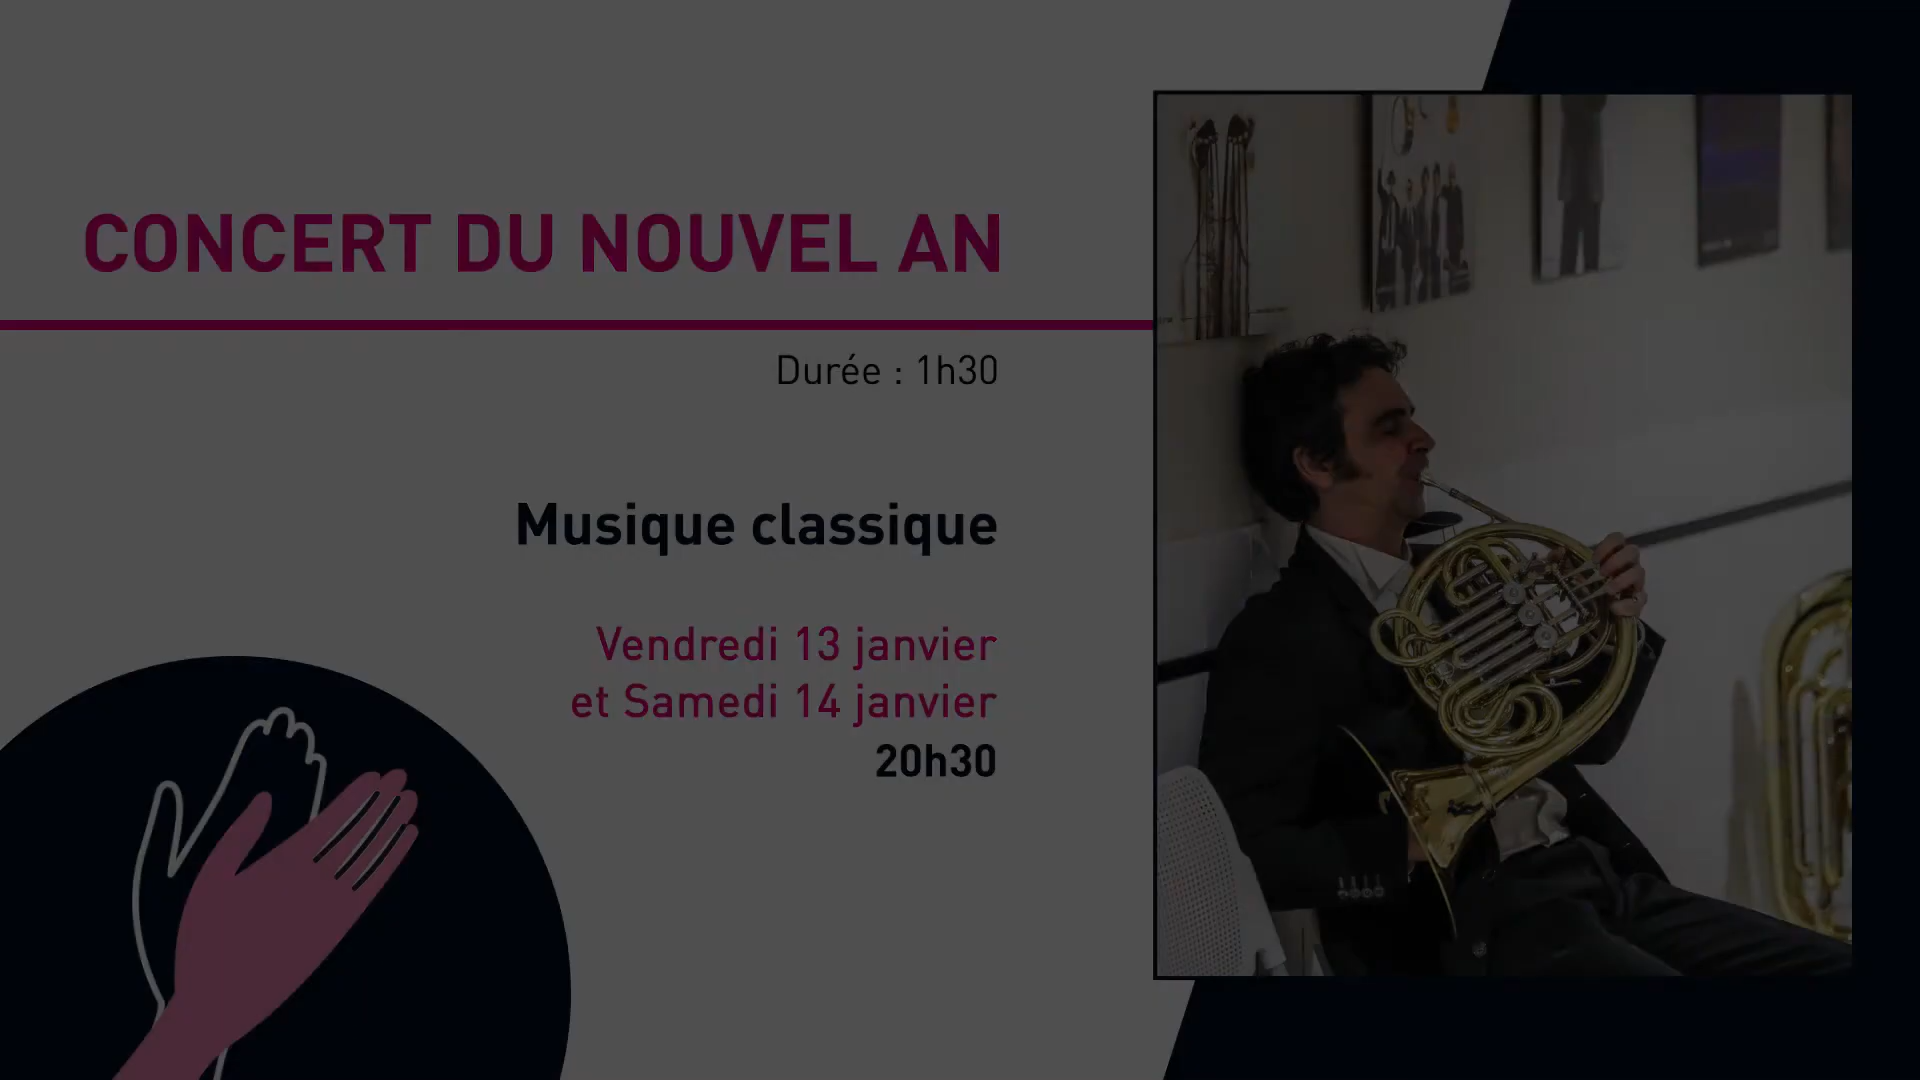 CONCERT DU NOUVEL AN
Durée : 1h30
Musique classique
Vendredi 13 janvier
et Samedi 14 janvier
20h30